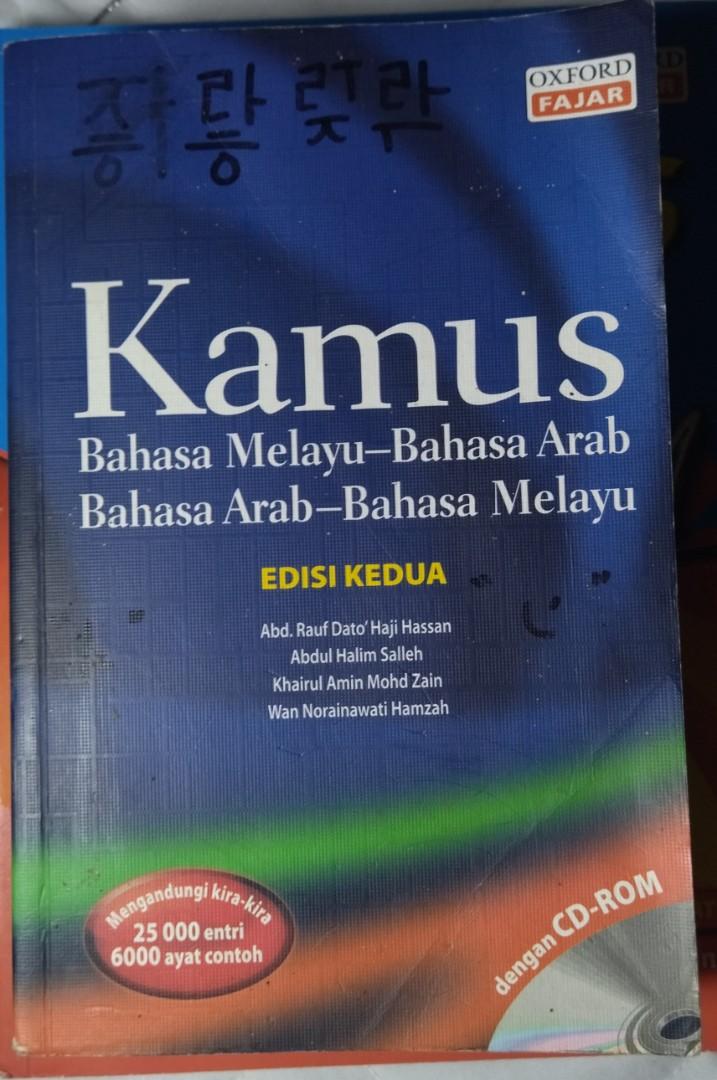 OXFORD
FAJAR
Kamus
Bahasa Melayu–Bahasa Arab
Bahasa Arab–Bahasa Melayu
EDISI KEDUA
Abd. Rauf Dato' Haji Hassan
Abdul Halim Salleh
Khairul Amin Mohd Zain
Wan Norainawati Hamzah
Mengandungi kira-kira
25 000 entri
6000 ayat contoh
dengan CD-ROM